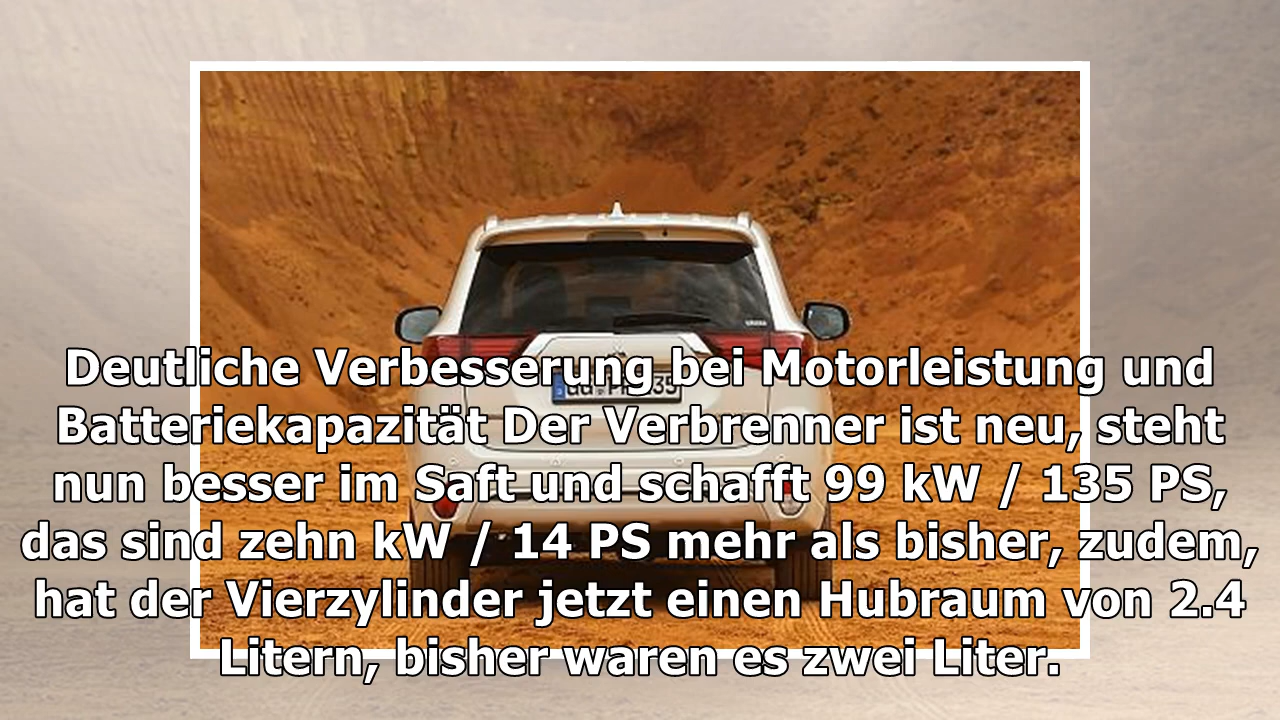 Deutliche Verbesserung bei Motorleistung und
Batteriekapazität Der Verbrenner ist neu, steht
nun besser im Saft und schafft 99 kW / 135 PS,
das sind zehn kW / 14 PS mehr als bisher, zudem,
hat der Vierzylinder jetzt einen Hubraum von 2.4
Litern, bisher waren es zwei Liter.